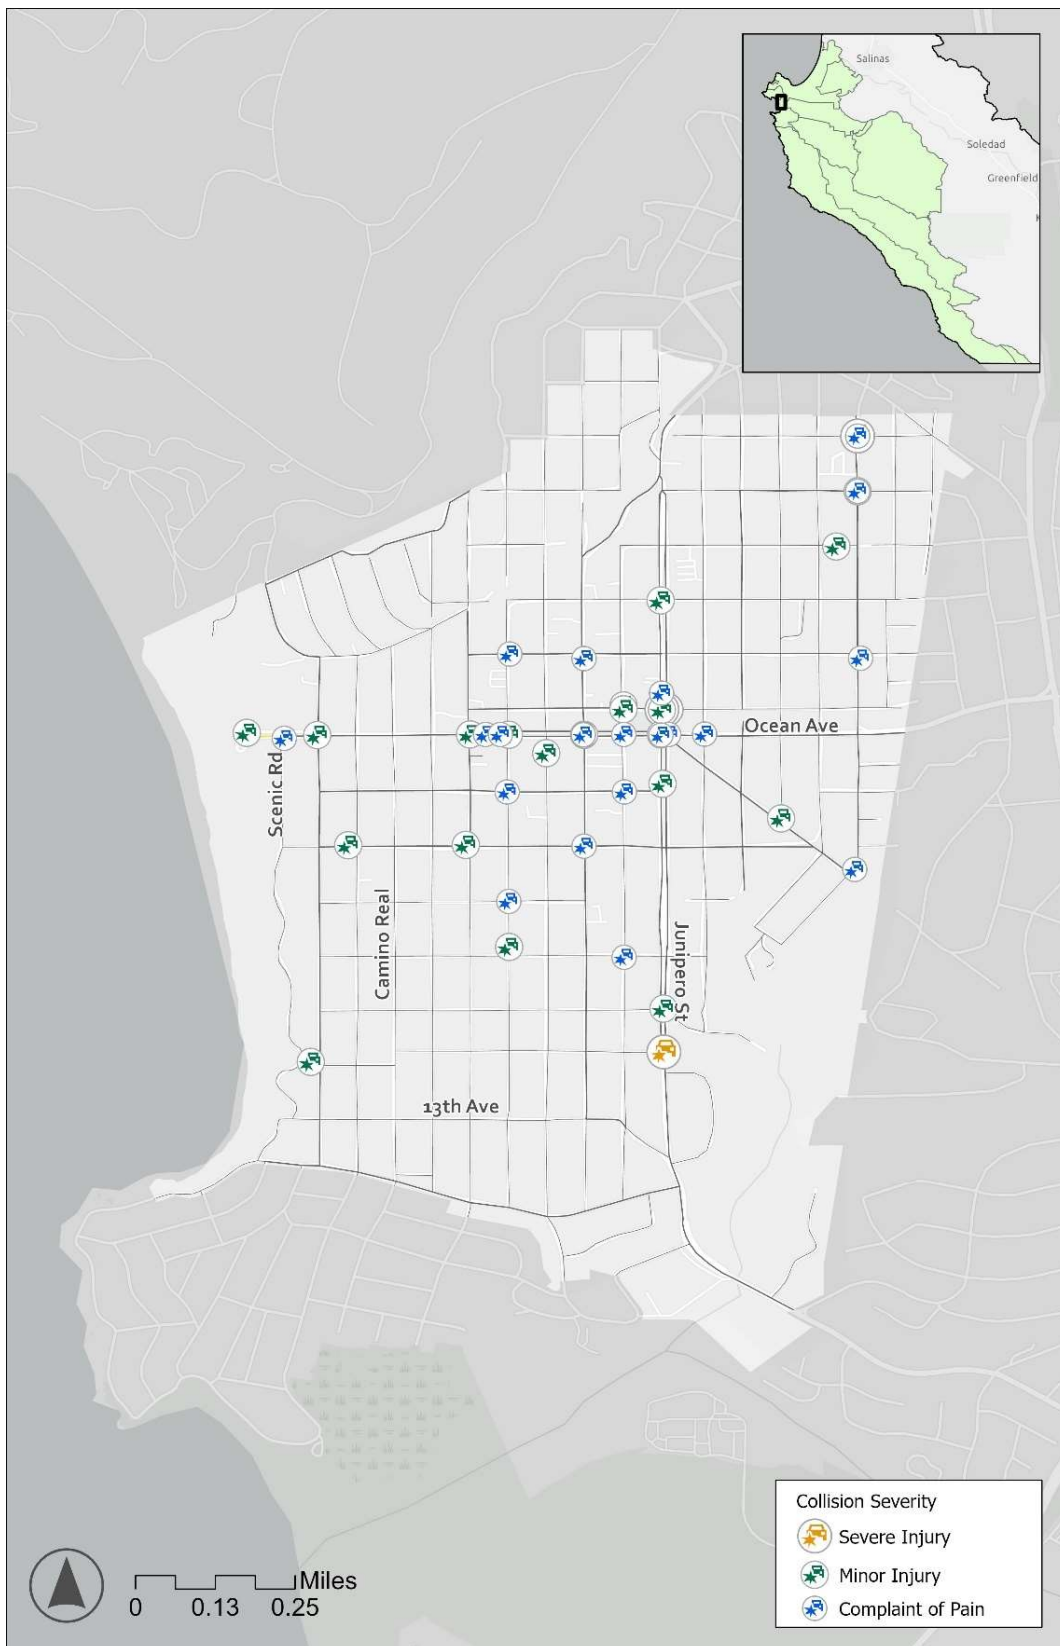 Salinas
Soledad
Greenfield
Ocean Ave
Scenic Rd
Camino Real
Junipero St
13th Ave
Collision Severity
Severe Injury
Minor Injury
Complaint of Pain
Miles
0 0.13 0.25